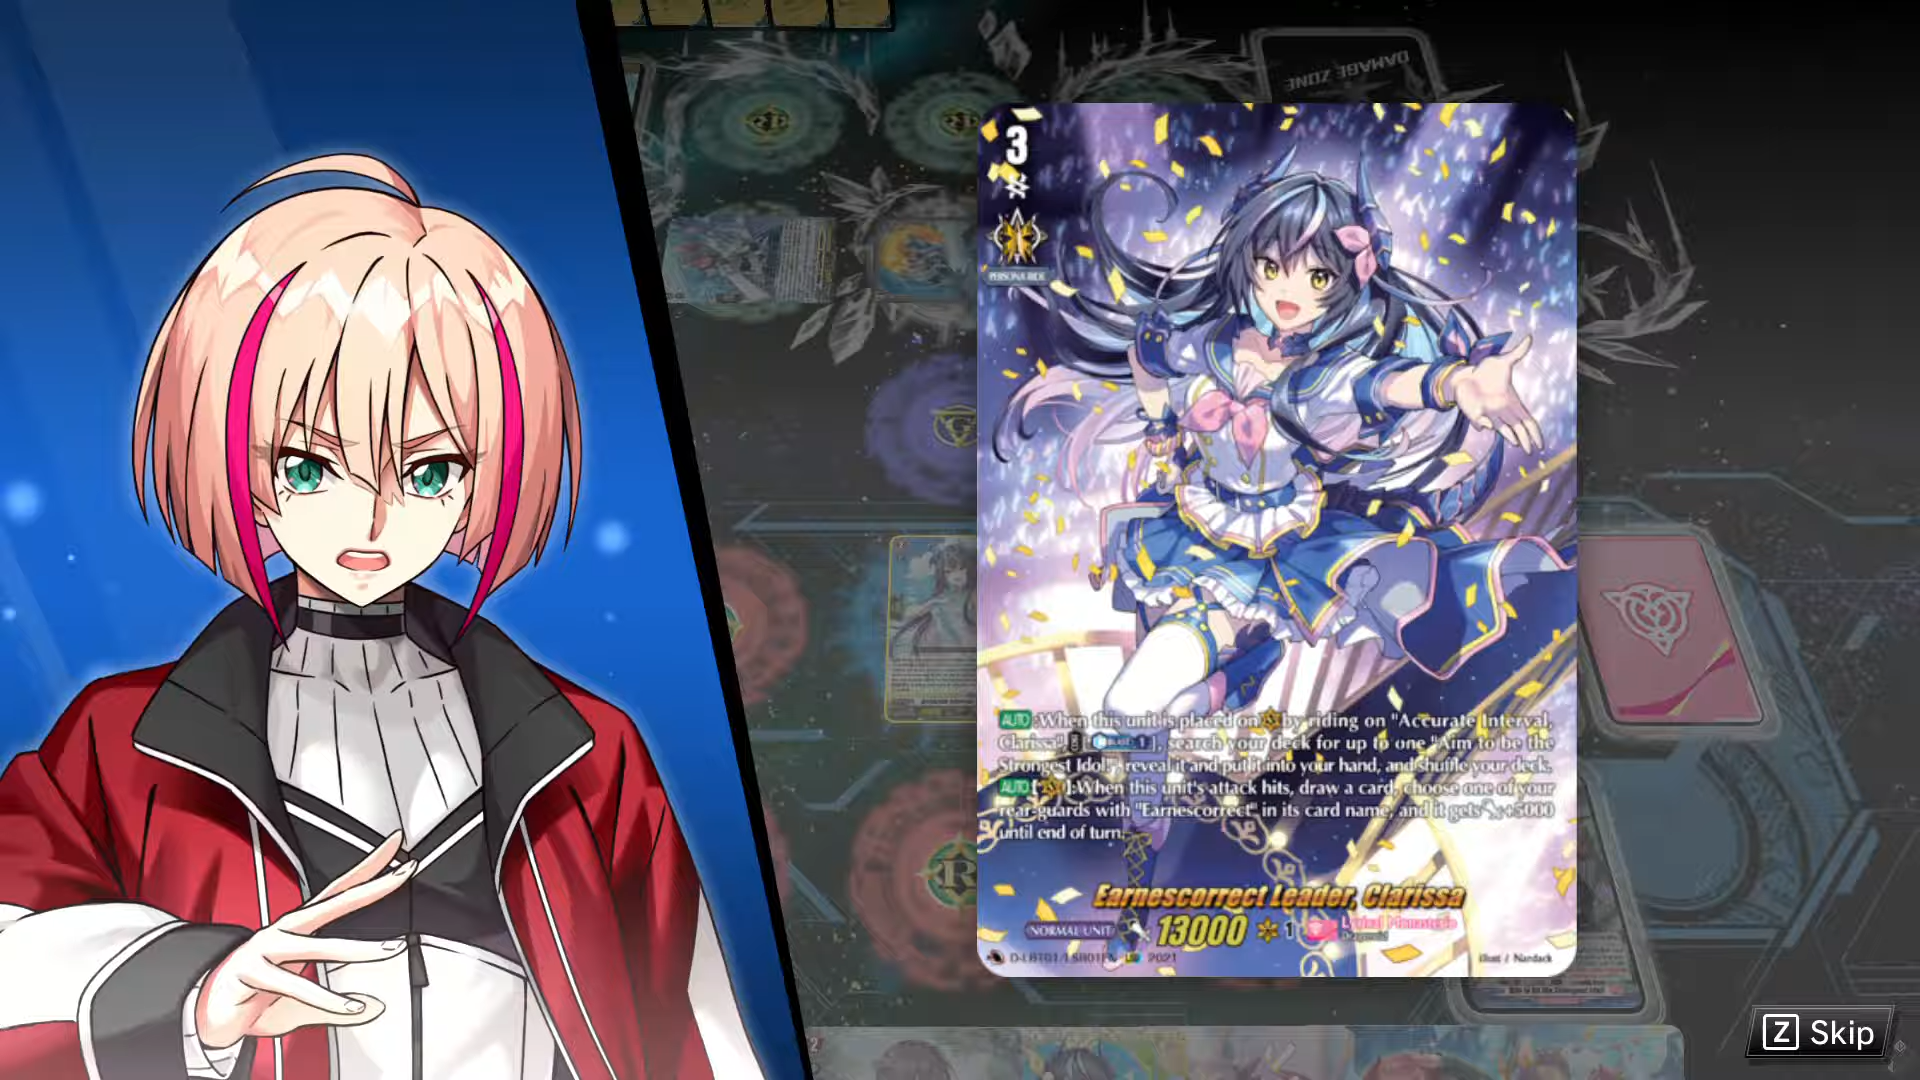 DAMAGE ZONE
3
PERSONA RIDE
AUTO:When this unit is placed on by riding on "Accurate Interval,
Clarissa", COST [ BLAST 1 ], search your deck for up to one "Aim to be the
Strongest Idol!", reveal it and put it into your hand, and shuffle your deck.
AUTO[ ]:When this unit's attack hits, draw a card, choose one of your
rear-guards with "Earnescorrect" in its card name, and it gets +5000
until end of turn.
Earnescorrect Leader, Clarissa
NORMAL UNIT 13000 1 Lyrical Monasterio
2021 illust / Nardack
R
2
Z Skip